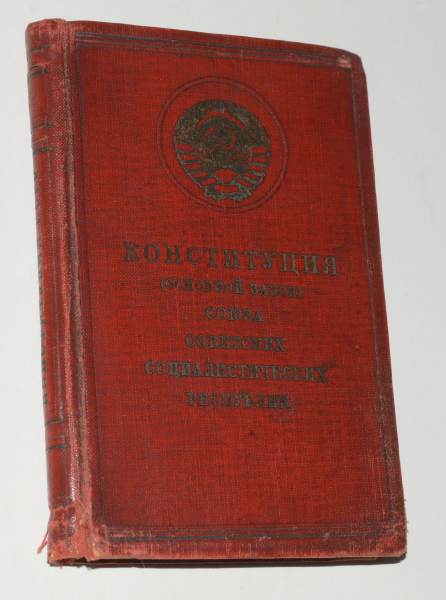 КОНСТИТУЦИЯ
(ОСНОВНОЙ ЗАКОН)
СОЮЗА
СОВЕТСКИХ
СОЦИАЛИСТИЧЕСКИХ
РЕСПУБЛИК